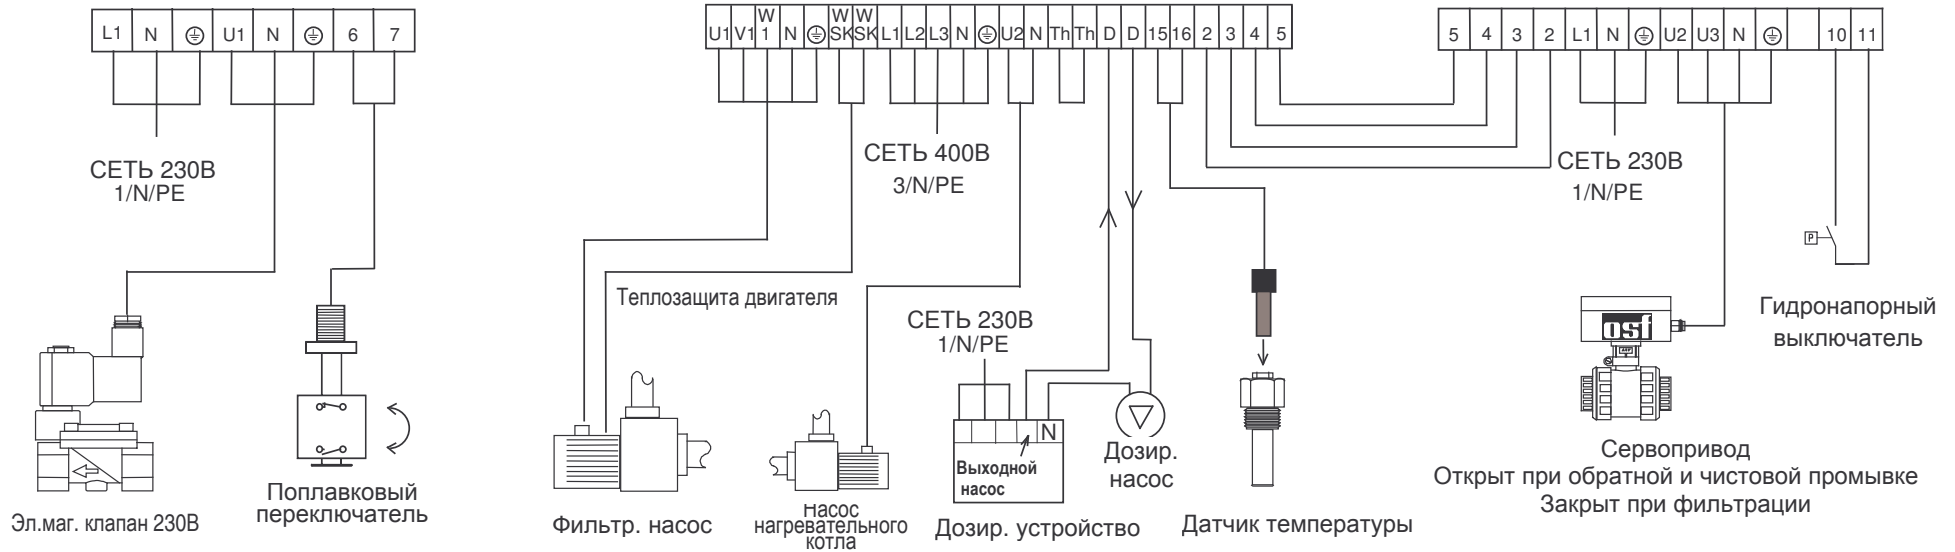 L1 N U1 N 6 7
СЕТЬ 230В
1/N/PE
Эл.маг. клапан 230В
Поплавковый
переключатель
W W W
U1 V1 1 N SK SK L1 L2 L3 N U2 N Th Th D D 15 16 2 3 4 5
СЕТЬ 400В
3/N/PE
Теплозащита двигателя
СЕТЬ 230В
1/N/PE
N
Выходной
насос
Дозир.
насос
Фильтр. насос
Насос
нагревательного
котла
Дозир. устройство
Датчик температуры
5 4 3 2 L1 N U2 U3 N 10 11
СЕТЬ 230В
1/N/PE
P
Гидронапорный
выключатель
osf
Сервопривод
Открыт при обратной и чистовой промывке
Закрыт при фильтрации